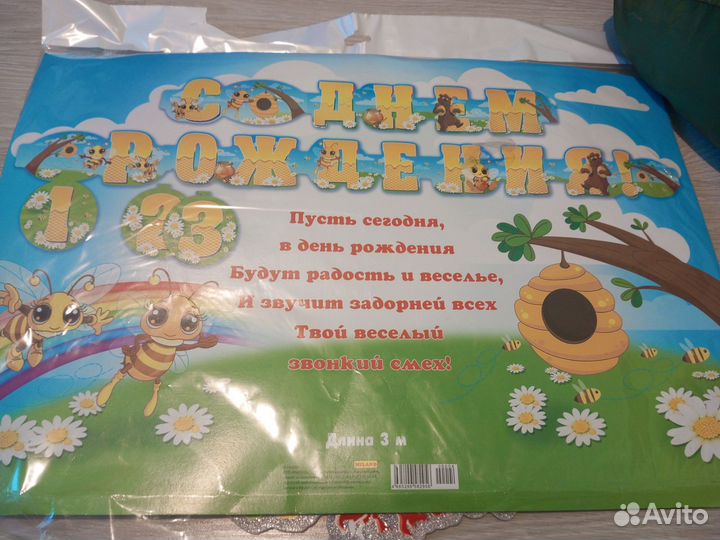 С ДНЕМ
РОЖДЕНИЯ!
1 2 3
Пусть сегодня,
в день рождения
Будут радость и веселье,
И звучит задорней всех
Твой веселый
звонкий смех!
Длина 3 м
MILAND
Avito